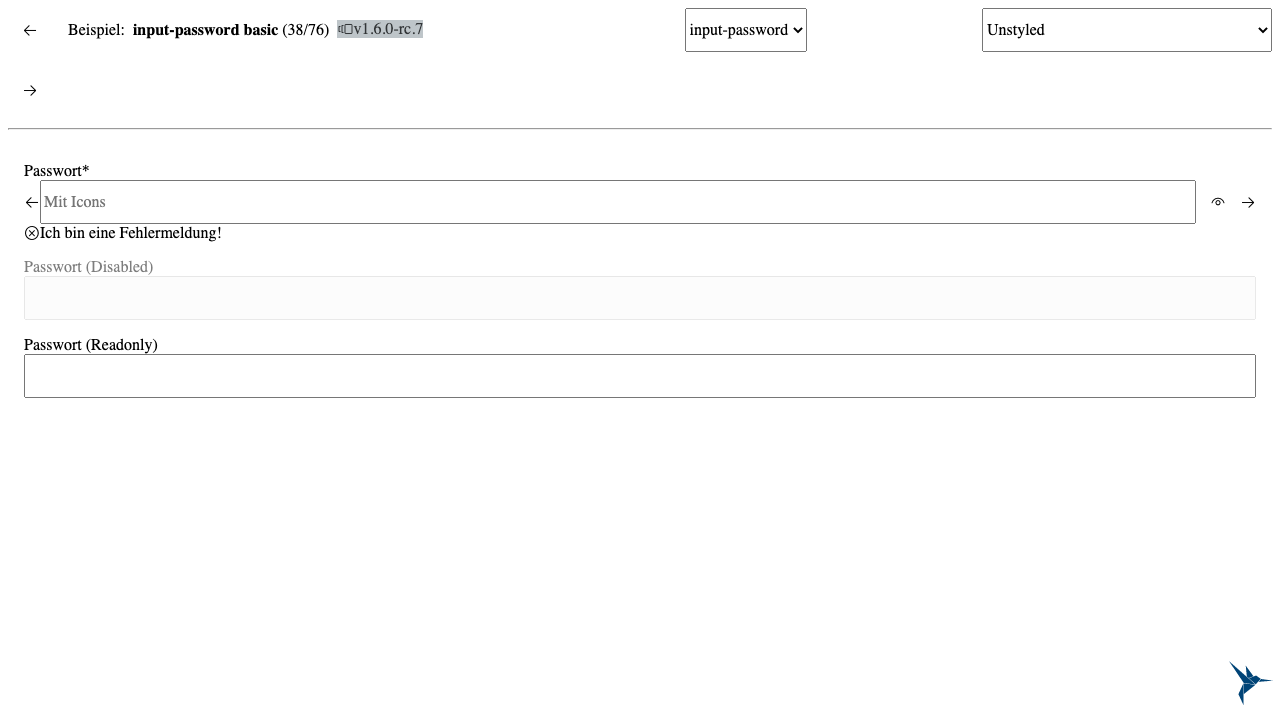 Beispiel: input-password basic (38/76) v1.6.0-rc.7 input-password Unstyled
Passwort*
Mit Icons
Ich bin eine Fehlermeldung!
Passwort (Disabled)
Passwort (Readonly)